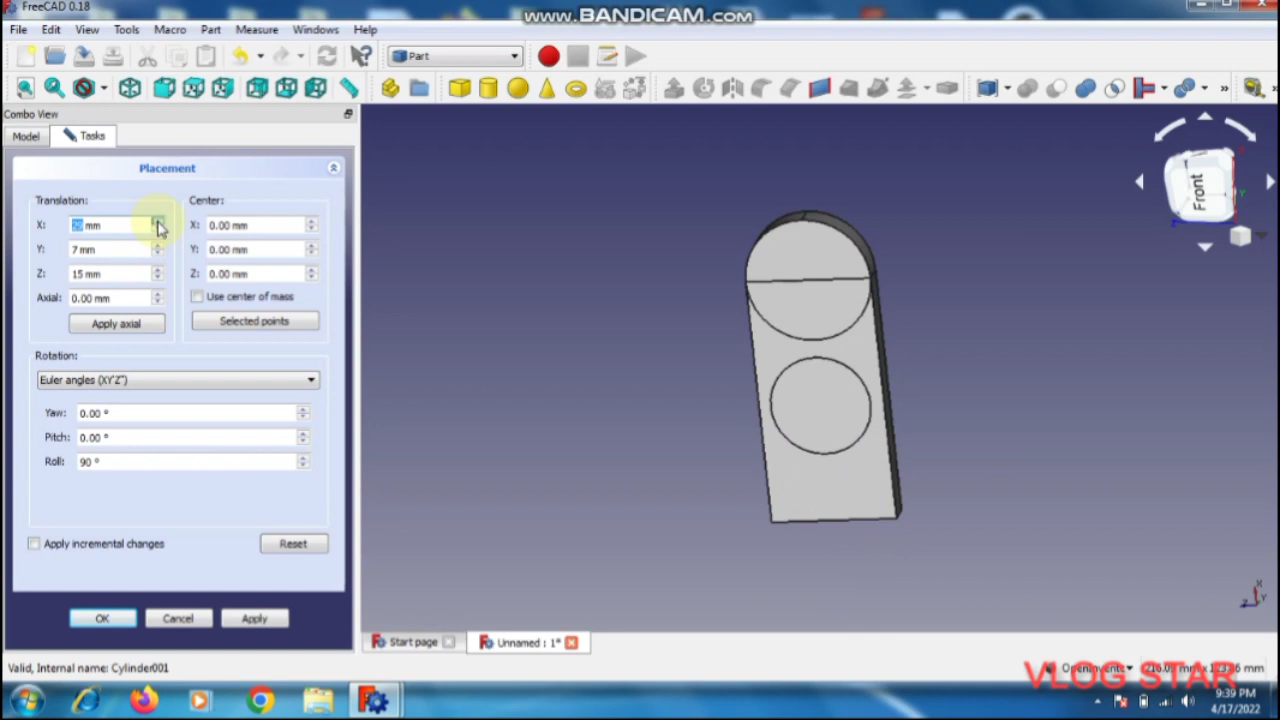 FreeCAD 0.18
www.BANDICAM.com
File Edit View Tools Macro Part Measure Windows Help
Part
Combo View
Model Tasks
Placement
Translation: Center:
X: 29 mm X: 0.00 mm
Y: 7 mm Y: 0.00 mm
Z: 15 mm Z: 0.00 mm
Axial: 0.00 mm Use center of mass
Apply axial Selected points
Rotation:
Euler angles (XY'Z")
Yaw: 0.00 °
Pitch: 0.00 °
Roll: 90 °
Apply incremental changes Reset
OK Cancel Apply
Front
X
Y
Z
Start page Unnamed : 1*
Valid, Internal name: Cylinder001
VLOG STAR
9:39 PM
4/17/2022